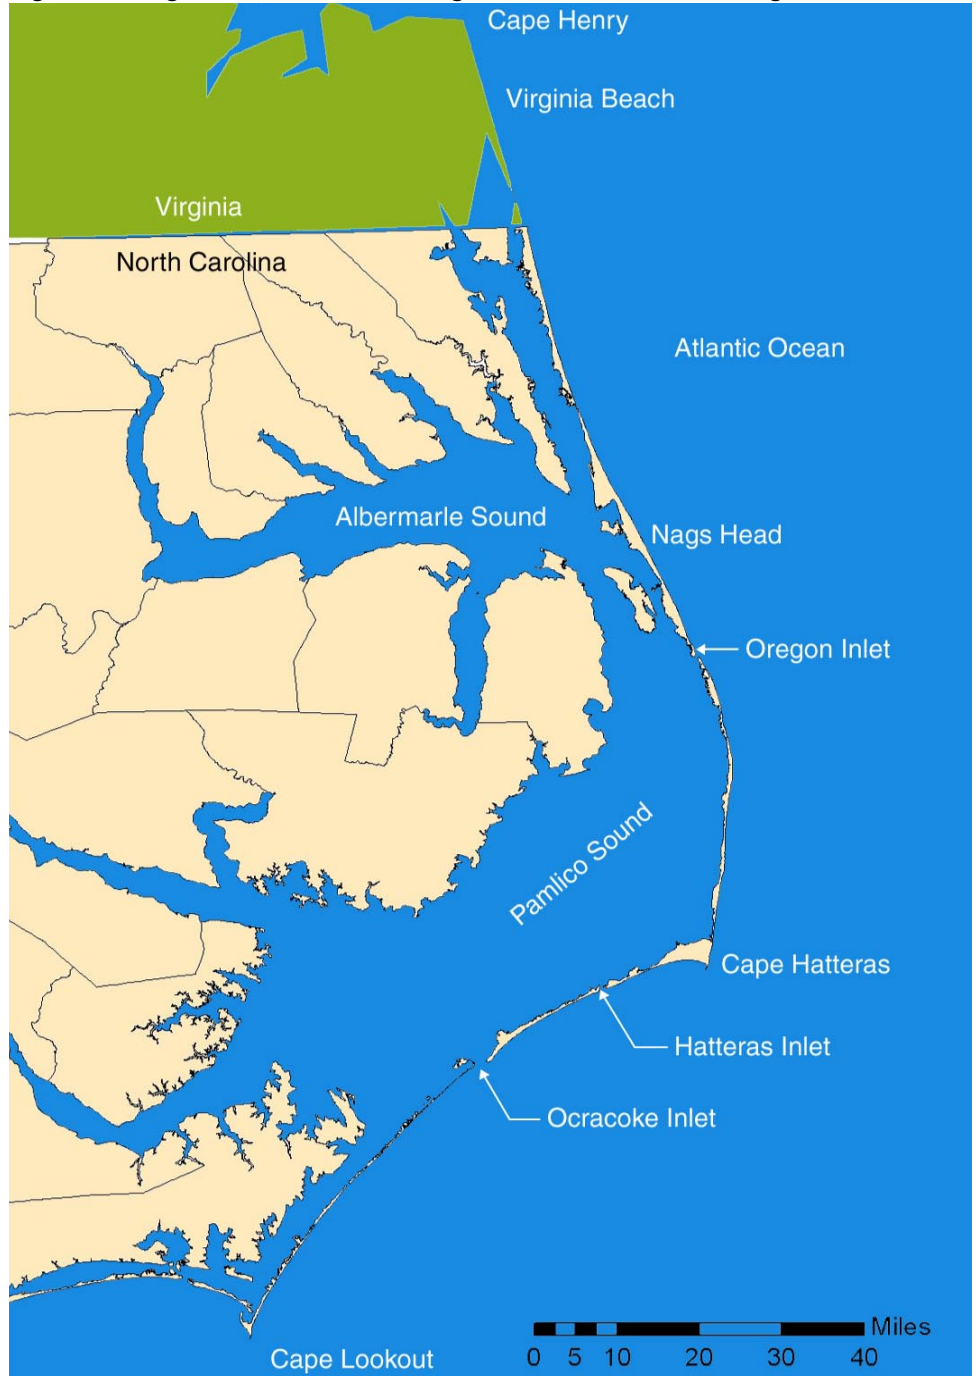 Cape Henry
Virginia Beach
Virginia
North Carolina
Atlantic Ocean
Albermarle Sound
Nags Head
Oregon Inlet
Pamlico Sound
Cape Hatteras
Hatteras Inlet
Ocracoke Inlet
Miles
0 5 10 20 30 40
Cape Lookout